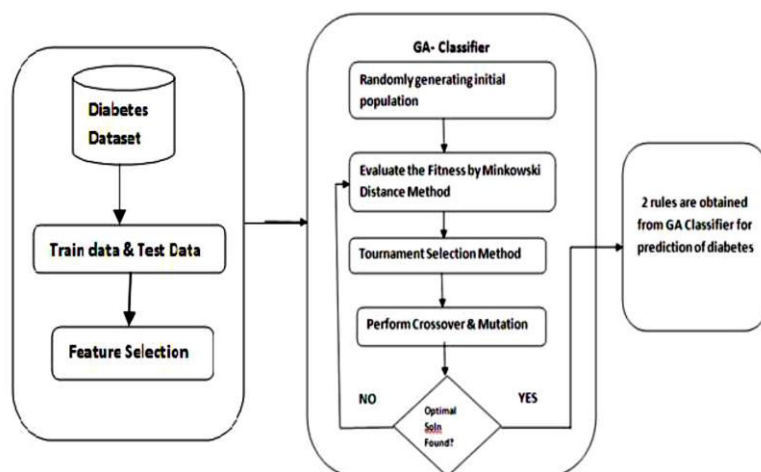 Diabetes
Dataset
Train data & Test Data
Feature Selection
GA- Classifier
Randomly generating initial
population
Evaluate the Fitness by Minkowski
Distance Method
Tournament Selection Method
Perform Crossover & Mutation
NO
YES
Optimal
Soln
Found?
2 rules are obtained
from GA Classifier for
prediction of diabetes